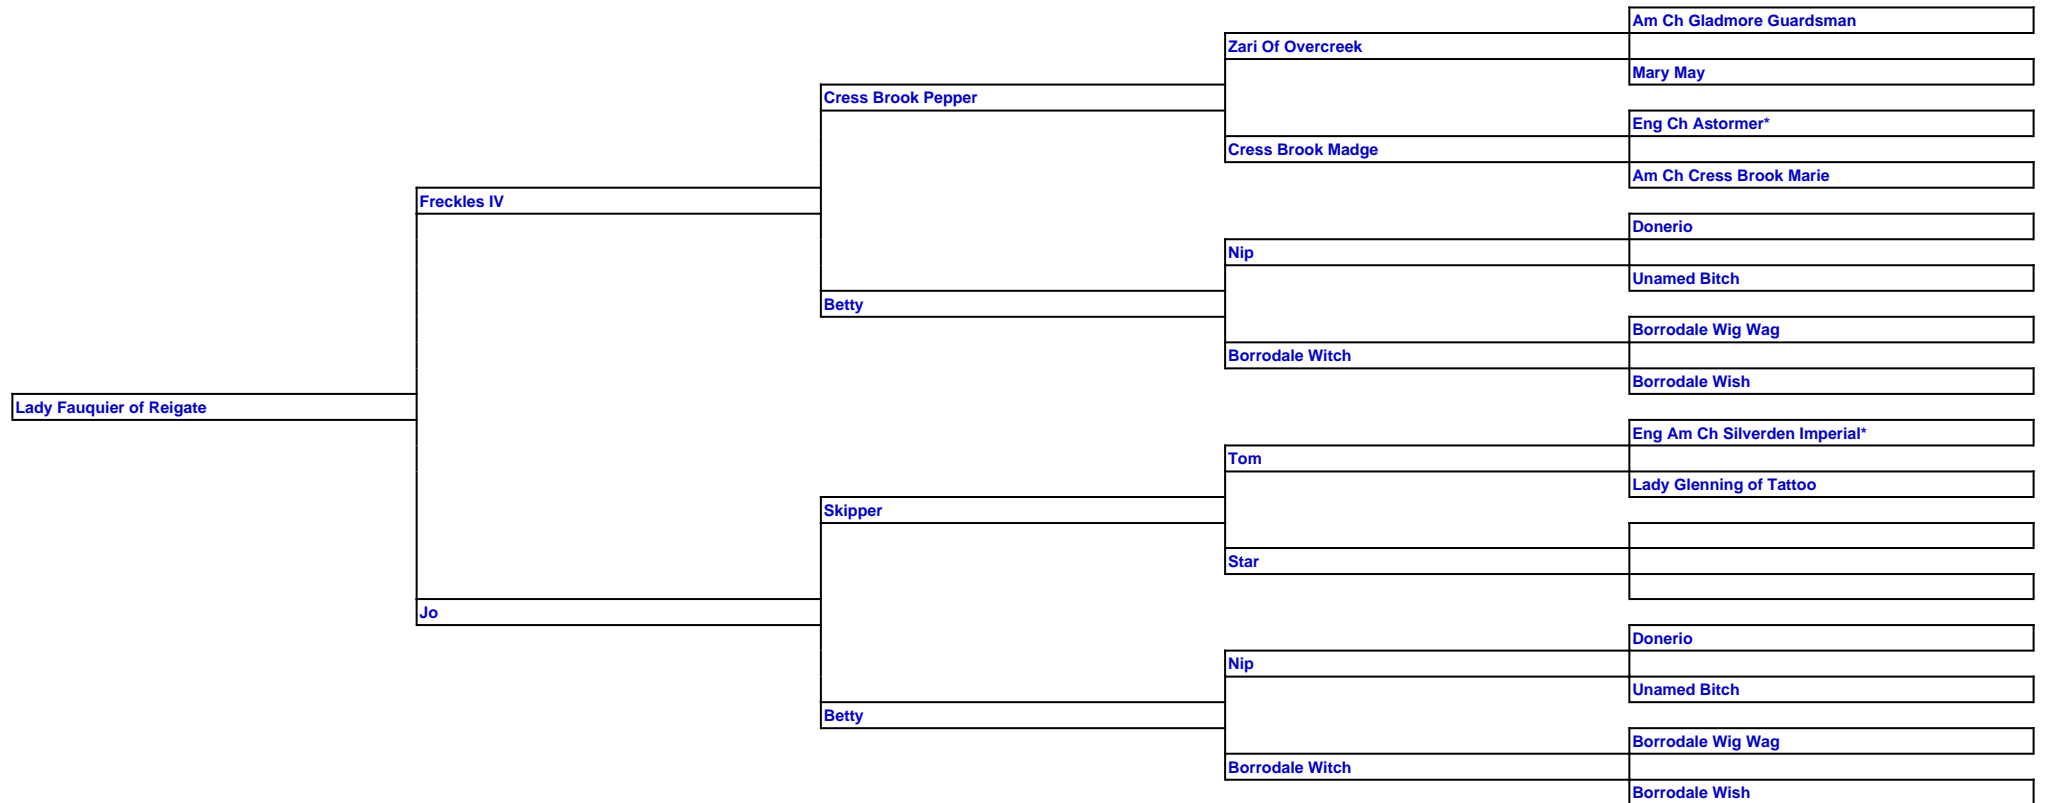 Am Ch Gladmore Guardsman
Zari Of Overcreek
Mary May
Cress Brook Pepper
Eng Ch Astormer*
Cress Brook Madge
Am Ch Cress Brook Marie
Freckles IV
Donerio
Nip
Unamed Bitch
Betty
Borrodale Wig Wag
Borrodale Witch
Borrodale Wish
Lady Fauquier of Reigate
Eng Am Ch Silverden Imperial*
Tom
Lady Glenning of Tattoo
Skipper
Star
Jo
Donerio
Nip
Unamed Bitch
Betty
Borrodale Wig Wag
Borrodale Witch
Borrodale Wish